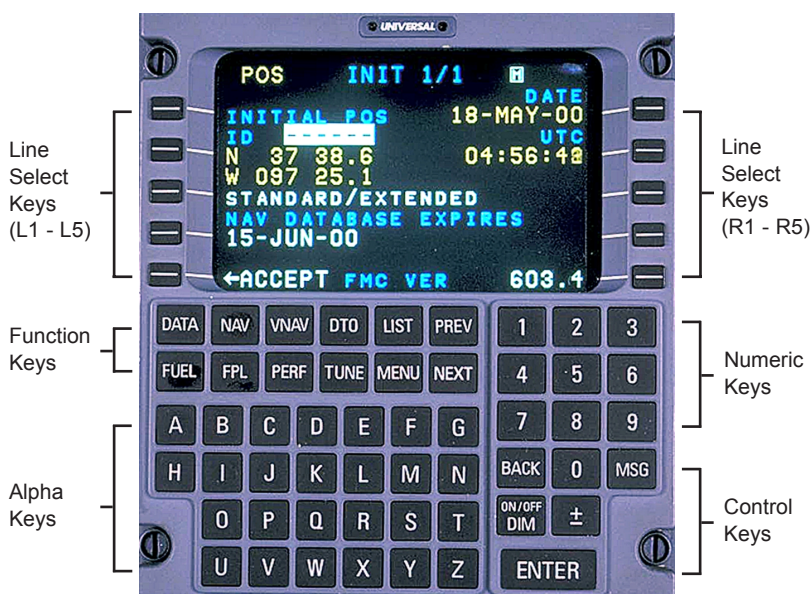 UNIVERSAL
POS INIT 1/1 M
DATE
INITIAL POS 18-MAY-00
ID ------ UTC
N 37 38.6 04:56:42
W 097 25.1
STANDARD/EXTENDED
NAV DATABASE EXPIRES
15-JUN-00
←ACCEPT FMC VER 603.4
Line
Select
Keys
(L1 - L5)
Line
Select
Keys
(R1 - R5)
Function
Keys
DATA NAV VNAV DTO LIST PREV
FUEL FPL PERF TUNE MENU NEXT
1 2 3
4 5 6
7 8 9
Numeric
Keys
Alpha
Keys
A B C D E F G
H I J K L M N
O P Q R S T
U V W X Y Z
BACK 0 MSG
ON/OFF
DIM ±
ENTER
Control
Keys